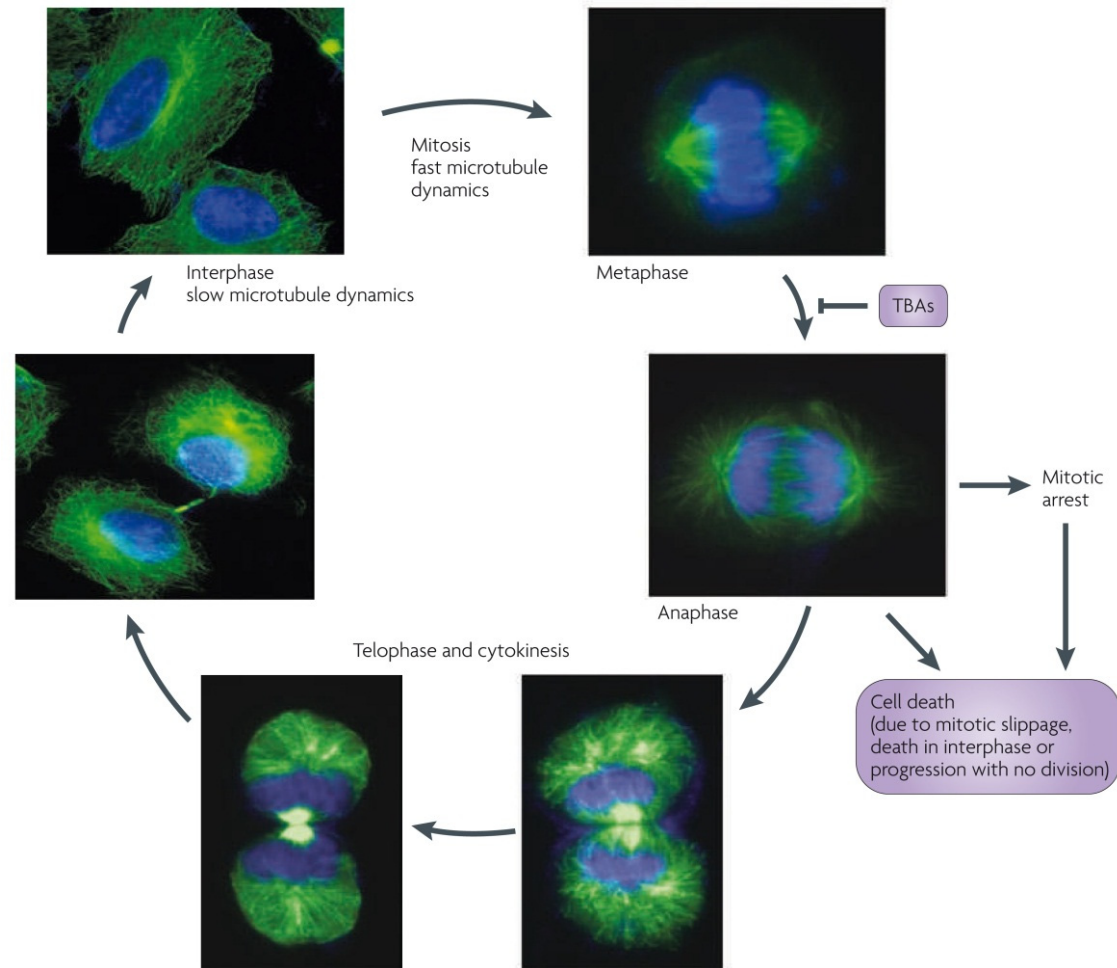 Mitosis
fast microtubule
dynamics
Interphase
slow microtubule dynamics
Metaphase
TBAs
Mitotic
arrest
Anaphase
Telophase and cytokinesis
Cell death
(due to mitotic slippage,
death in interphase or
progression with no division)